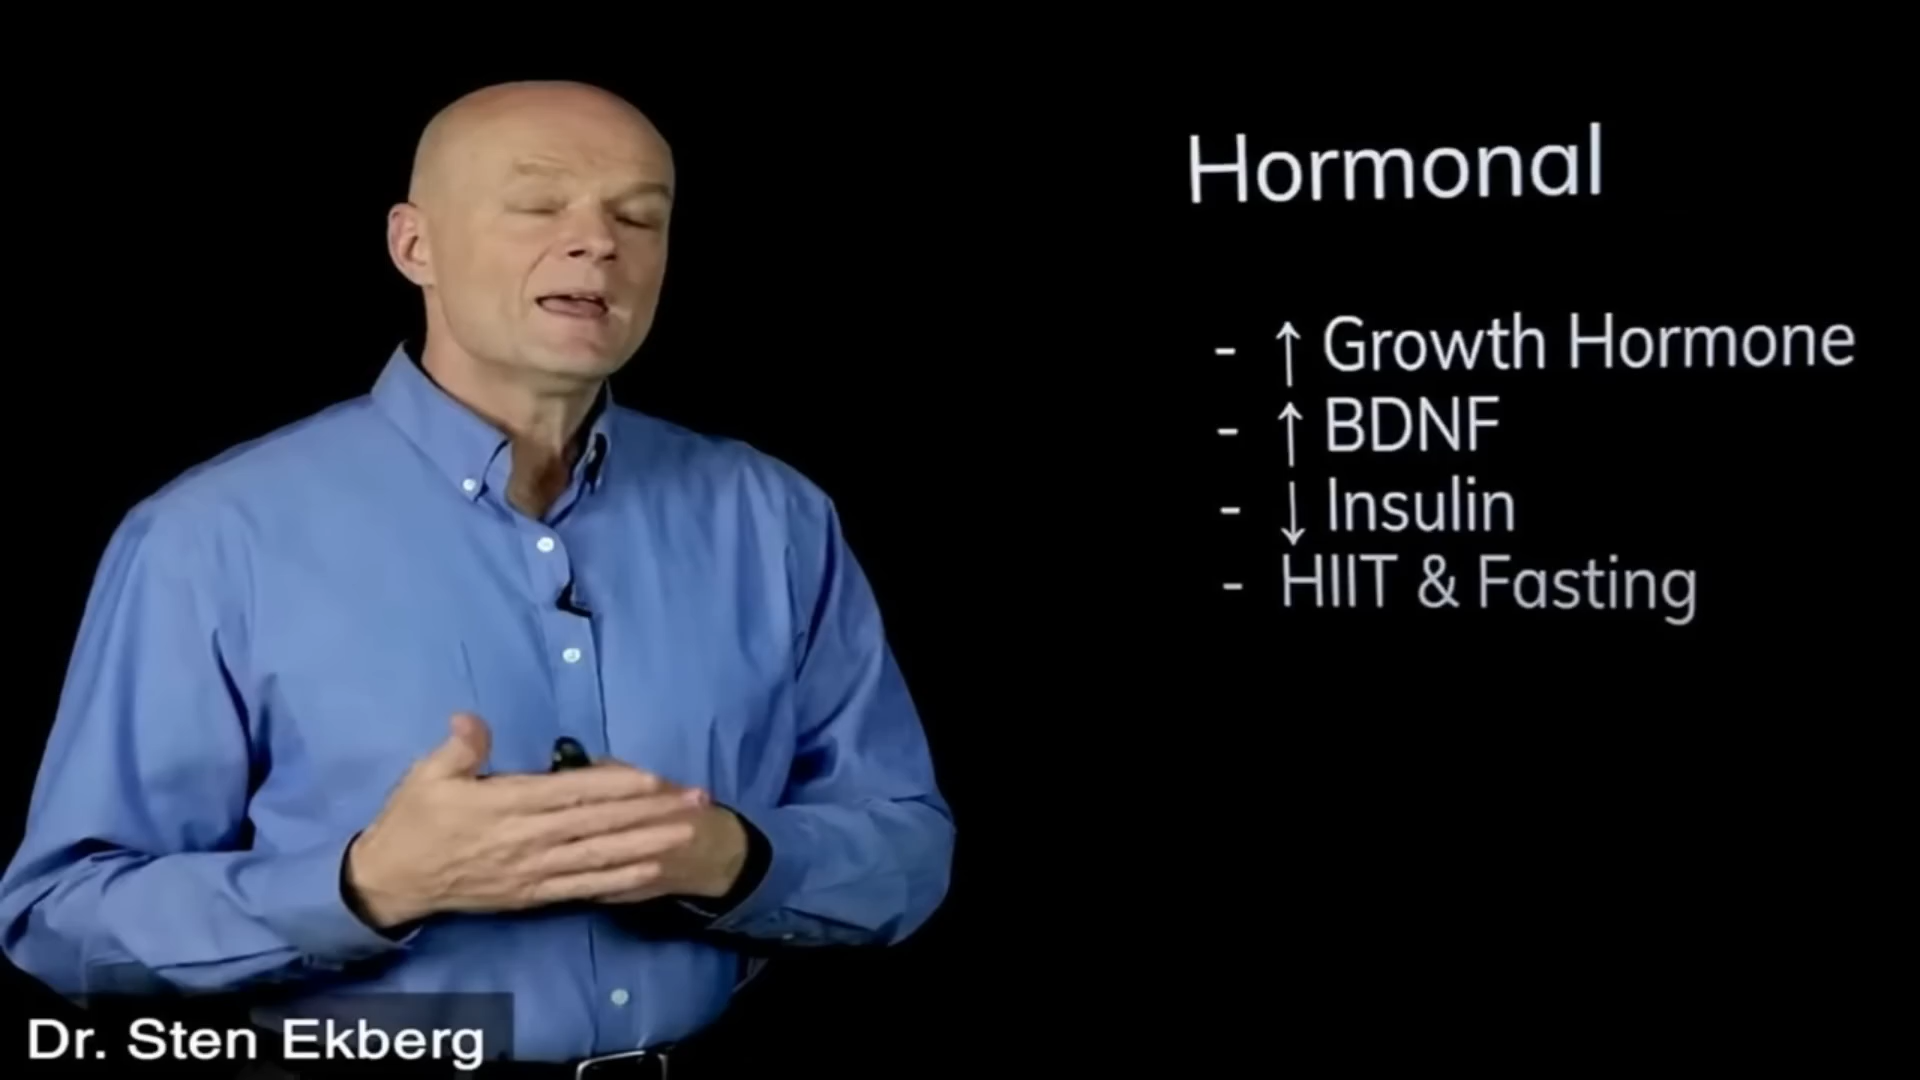 Hormonal
- ↑ Growth Hormone
- ↑ BDNF
- ↓ Insulin
- HIIT & Fasting
Dr. Sten Ekberg